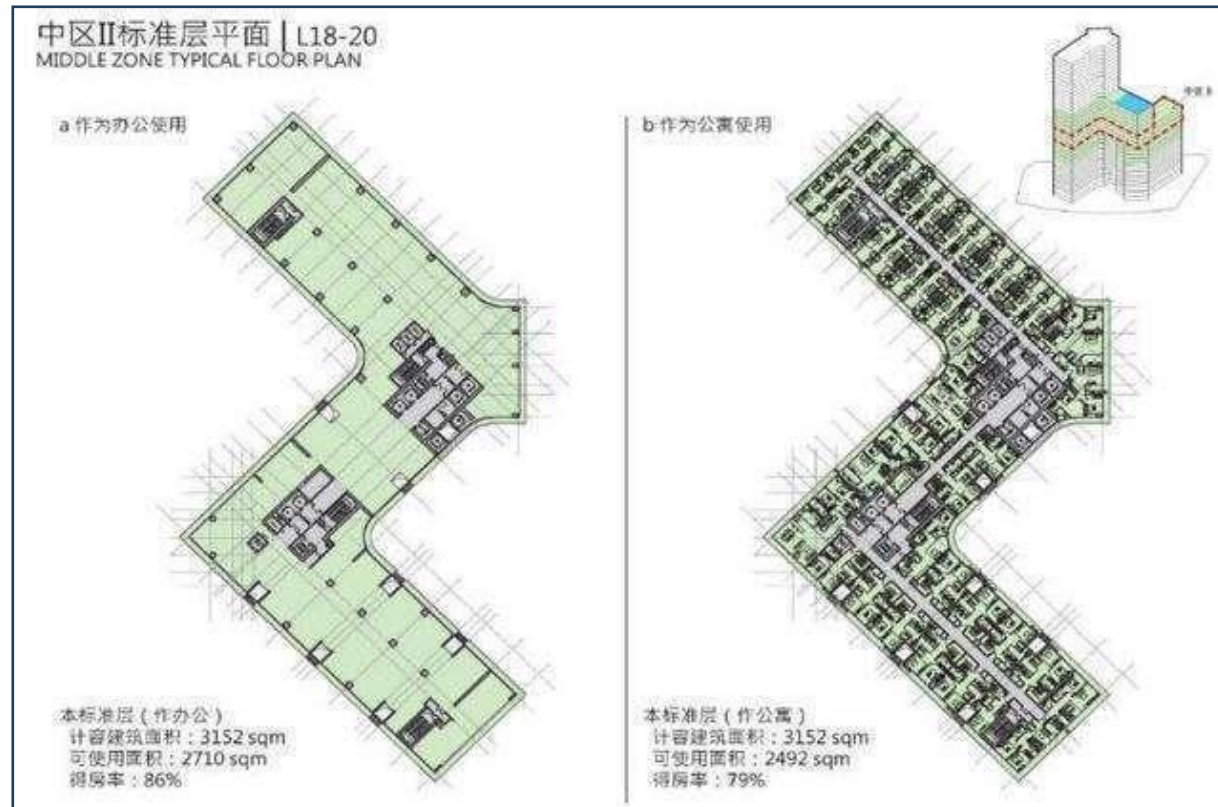 中区II标准层平面 | L18-20
MIDDLE ZONE TYPICAL FLOOR PLAN
中区 II
a 作为办公使用
b 作为公寓使用
本标准层（作办公）
计容建筑面积：3152 sqm
可使用面积：2710 sqm
得房率：86%
本标准层（作公寓）
计容建筑面积：3152 sqm
可使用面积：2492 sqm
得房率：79%